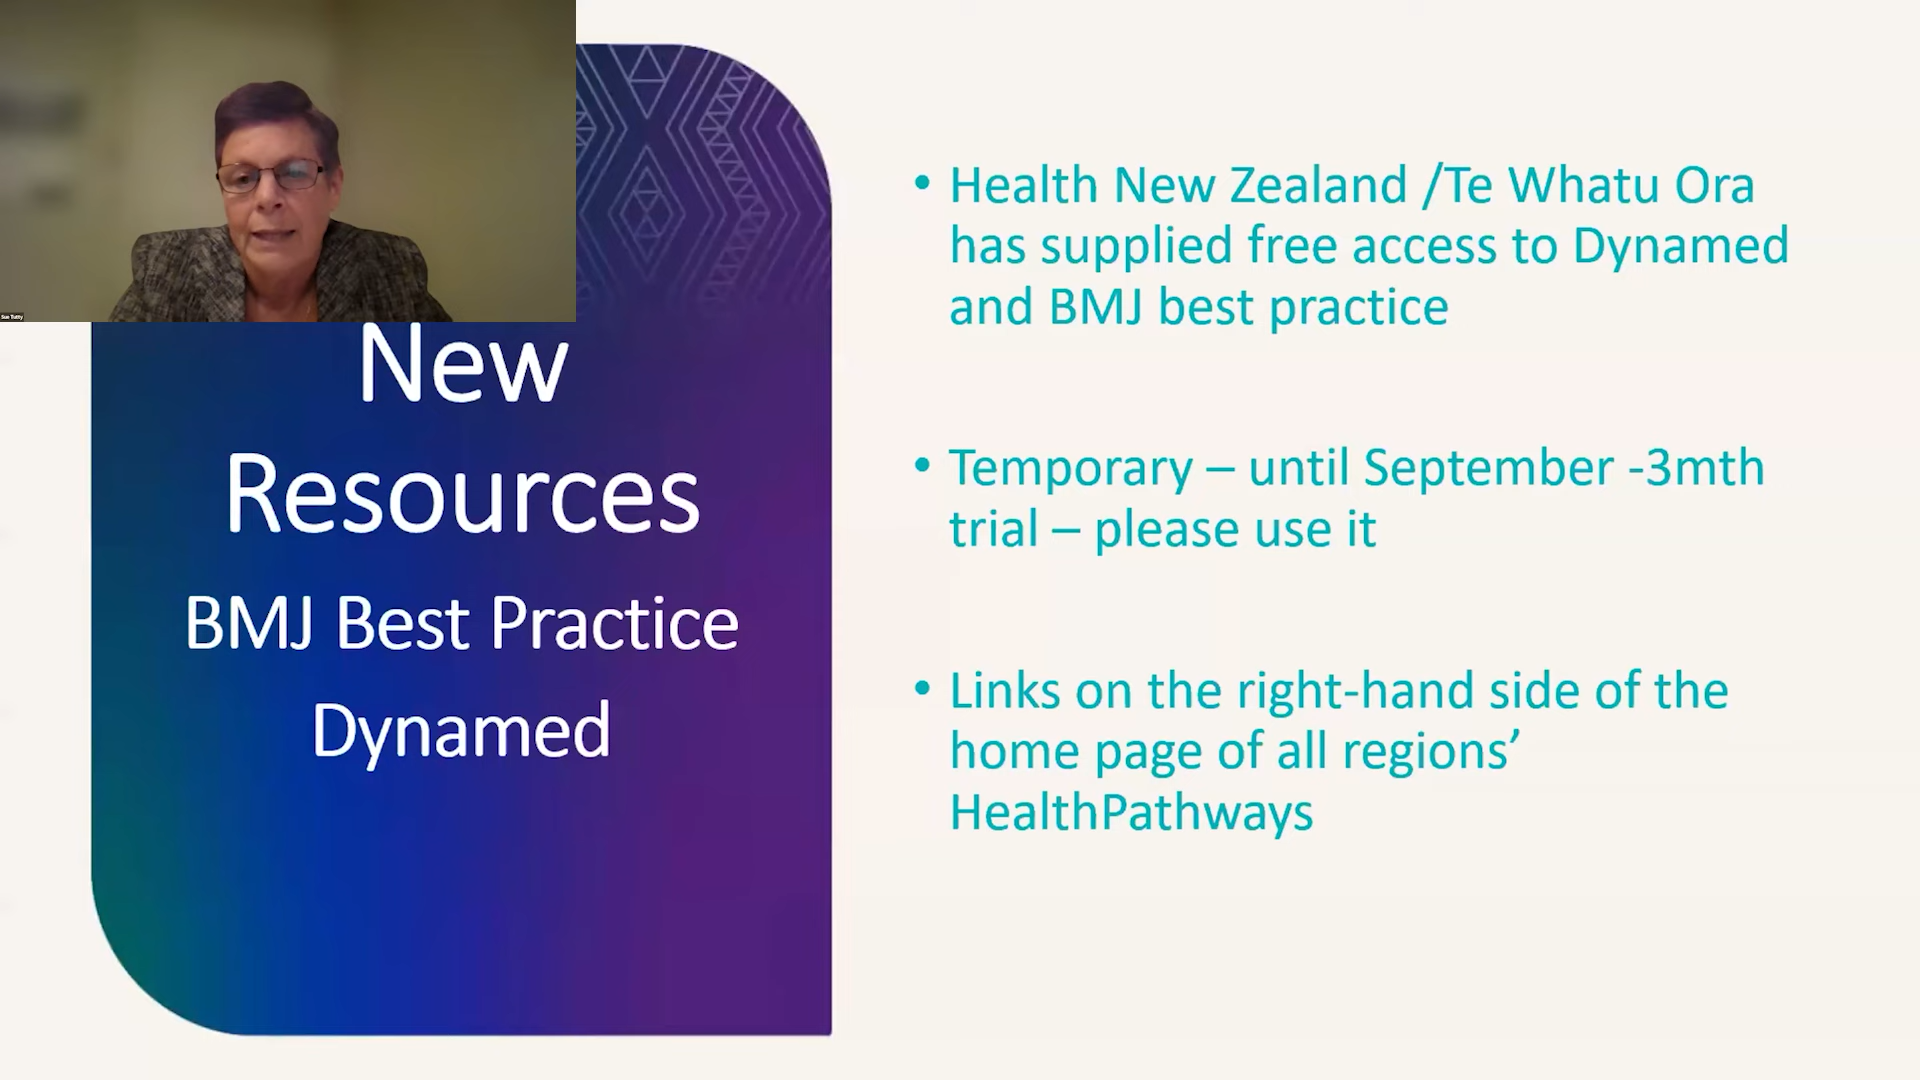 Sue Tutty
New
Resources
BMJ Best Practice
Dynamed
• Health New Zealand /Te Whatu Ora
has supplied free access to Dynamed
and BMJ best practice
• Temporary – until September -3mth
trial – please use it
• Links on the right-hand side of the
home page of all regions’
HealthPathways